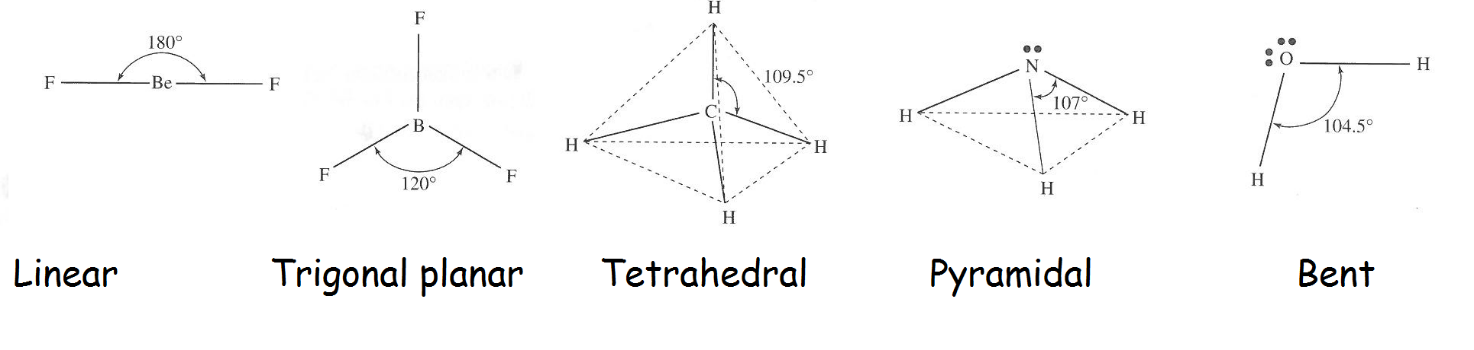 180°
F Be F
F
B
F F
120°
H
109.5°
C
H H
H
N
107°
H H
H
O H
104.5°
H
Linear Trigonal planar Tetrahedral Pyramidal Bent